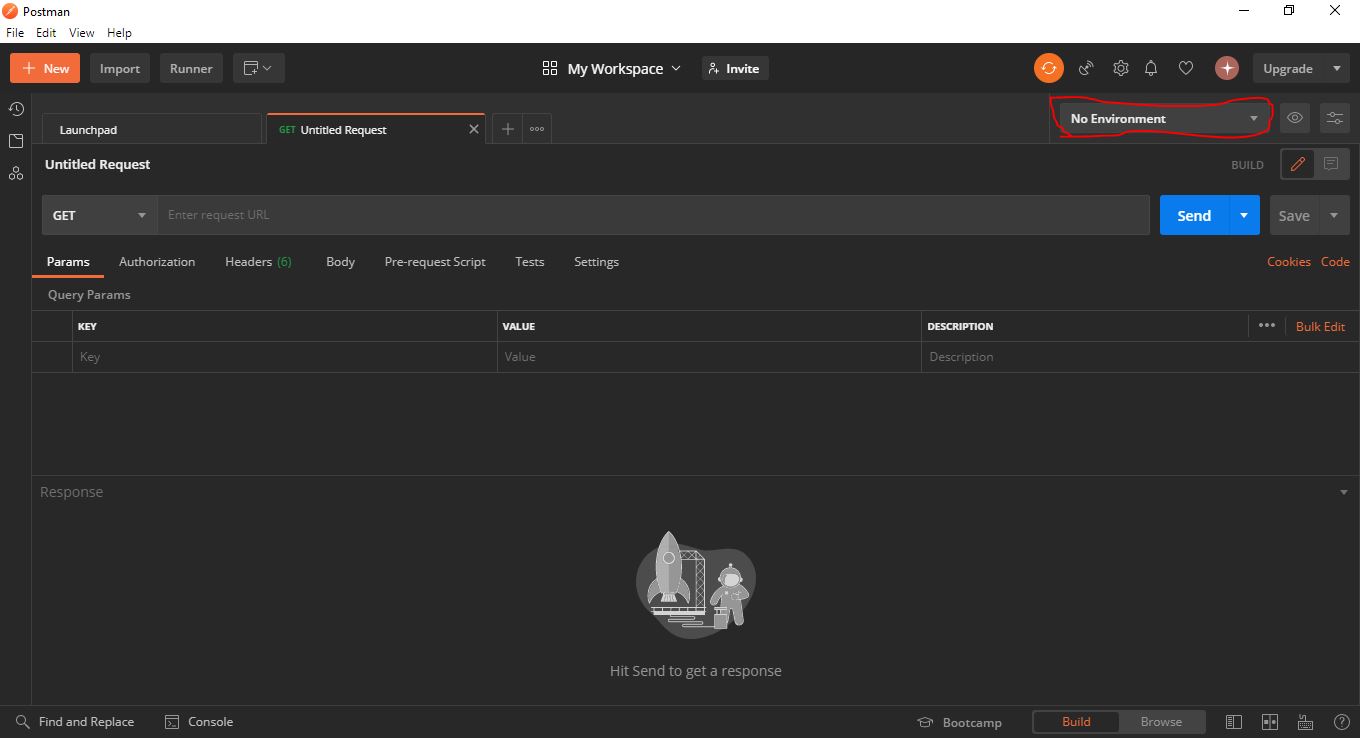 Postman
File Edit View Help
New Import Runner My Workspace Invite Upgrade
Launchpad GET Untitled Request No Environment
Untitled Request BUILD
GET Enter request URL Send Save
Params Authorization Headers (6) Body Pre-request Script Tests Settings Cookies Code
Query Params
KEY VALUE DESCRIPTION Bulk Edit
Key Value Description
Response
Hit Send to get a response
Find and Replace Console Bootcamp Build Browse